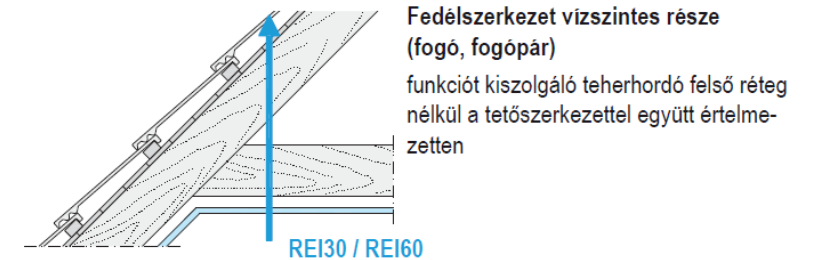 Fedélszerkezet vízszintes része
(fogó, fogópár)
funkciót kiszolgáló teherhordó felső réteg
nélkül a tetőszerkezettel együtt értelme-
zetten
REI30 / REI60